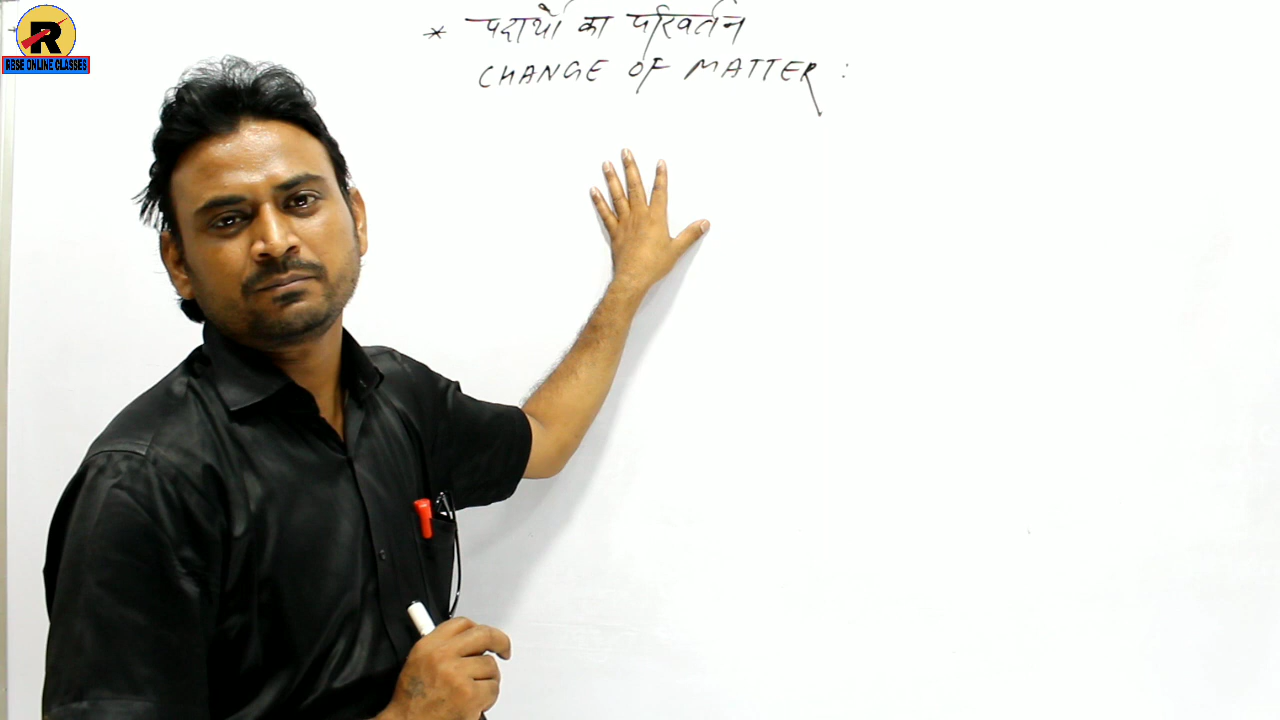 R
RBSE ONLINE CLASSES
* पदार्थों का परिवर्तन
CHANGE OF MATTER :